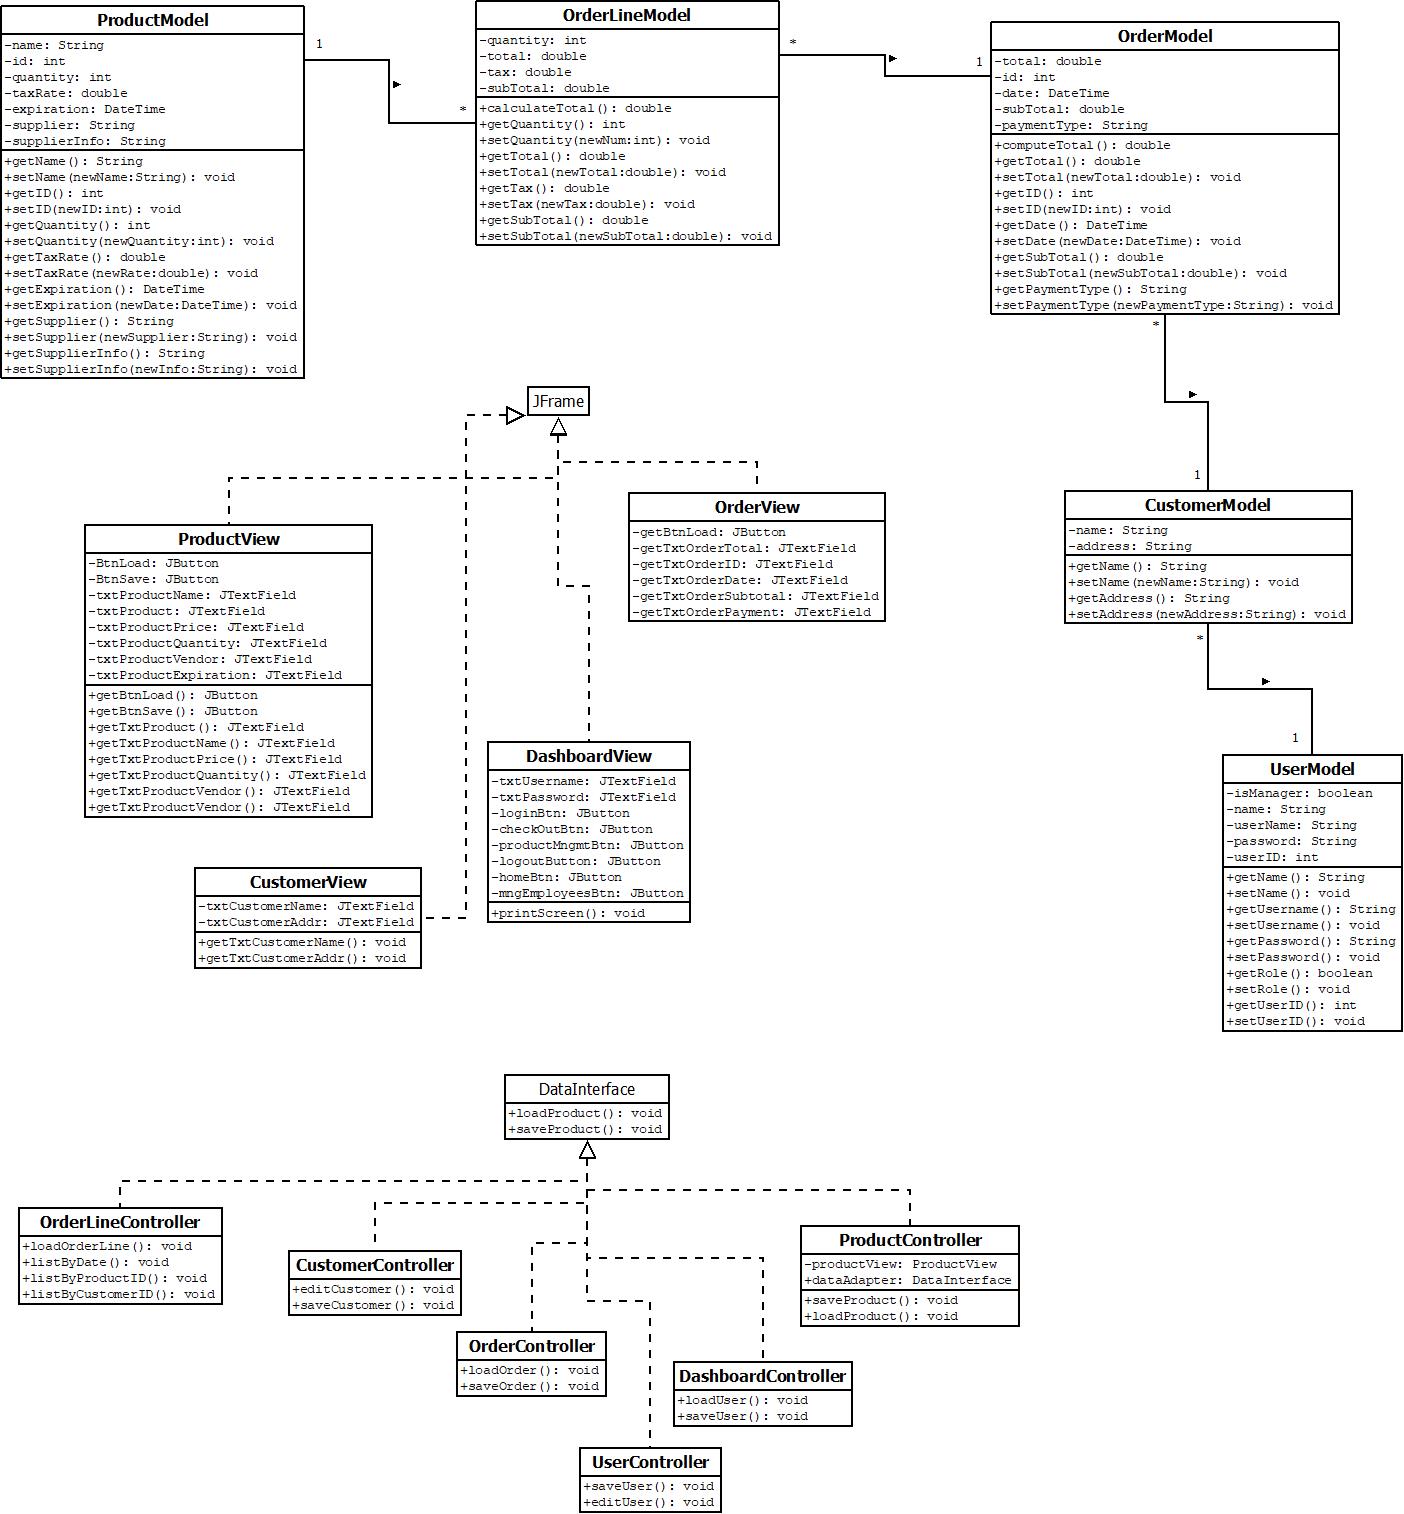 ProductModel
-name: String
-id: int
-quantity: int
-taxRate: double
-expiration: DateTime
-supplier: String
-supplierInfo: String
+getName(): String
+setName(newName:String): void
+getID(): int
+setID(newID:int): void
+getQuantity(): int
+setQuantity(newQuantity:int): void
+getTaxRate(): double
+setTaxRate(newRate:double): void
+getExpiration(): DateTime
+setExpiration(newDate:DateTime): void
+getSupplier(): String
+setSupplier(newSupplier:String): void
+getSupplierInfo(): String
+setSupplierInfo(newInfo:String): void
1
*
OrderLineModel
-quantity: int
-total: double
-tax: double
-subTotal: double
+calculateTotal(): double
+getQuantity(): int
+setQuantity(newNum:int): void
+getTotal(): double
+setTotal(newTotal:double): void
+getTax(): double
+setTax(newTax:double): void
+getSubTotal(): double
+setSubTotal(newSubTotal:double): void
*
1
OrderModel
-total: double
-id: int
-date: DateTime
-subTotal: double
-paymentType: String
+computeTotal(): double
+getTotal(): double
+setTotal(newTotal:double): void
+getID(): int
+setID(newID:int): void
+getDate(): DateTime
+setDate(newDate:DateTime): void
+getSubTotal(): double
+setSubTotal(newSubTotal:double): void
+getPaymentType(): String
+setPaymentType(newPaymentType:String): void
*
1
JFrame
ProductView
-BtnLoad: JButton
-BtnSave: JButton
-txtProductName: JTextField
-txtProduct: JTextField
-txtProductPrice: JTextField
-txtProductQuantity: JTextField
-txtProductVendor: JTextField
-txtProductExpiration: JTextField
+getBtnLoad(): JButton
+getBtnSave(): JButton
+getTxtProduct(): JTextField
+getTxtProductName(): JTextField
+getTxtProductPrice(): JTextField
+getTxtProductQuantity(): JTextField
+getTxtProductVendor(): JTextField
+getTxtProductVendor(): JTextField
OrderView
-getBtnLoad: JButton
-getTxtOrderTotal: JTextField
-getTxtOrderID: JTextField
-getTxtOrderDate: JTextField
-getTxtOrderSubtotal: JTextField
-getTxtOrderPayment: JTextField
CustomerModel
-name: String
-address: String
+getName(): String
+setName(newName:String): void
+getAddress(): String
+setAddress(newAddress:String): void
*
1
DashboardView
-txtUsername: JTextField
-txtPassword: JTextField
-loginBtn: JButton
-checkOutBtn: JButton
-productMngmtBtn: JButton
-logoutButton: JButton
-homeBtn: JButton
-mngEmployeesBtn: JButton
+printScreen(): void
UserModel
-isManager: boolean
-name: String
-userName: String
-password: String
-userID: int
+getName(): String
+setName(): void
+getUsername(): String
+setUsername(): void
+getPassword(): String
+setPassword(): void
+getRole(): boolean
+setRole(): void
+getUserID(): int
+setUserID(): void
CustomerView
-txtCustomerName: JTextField
-txtCustomerAddr: JTextField
+getTxtCustomerName(): void
+getTxtCustomerAddr(): void
DataInterface
+loadProduct(): void
+saveProduct(): void
OrderLineController
+loadOrderLine(): void
+listByDate(): void
+listByProductID(): void
+listByCustomerID(): void
CustomerController
+editCustomer(): void
+saveCustomer(): void
ProductController
-productView: ProductView
+dataAdapter: DataInterface
+saveProduct(): void
+loadProduct(): void
OrderController
+loadOrder(): void
+saveOrder(): void
DashboardController
+loadUser(): void
+saveUser(): void
UserController
+saveUser(): void
+editUser(): void